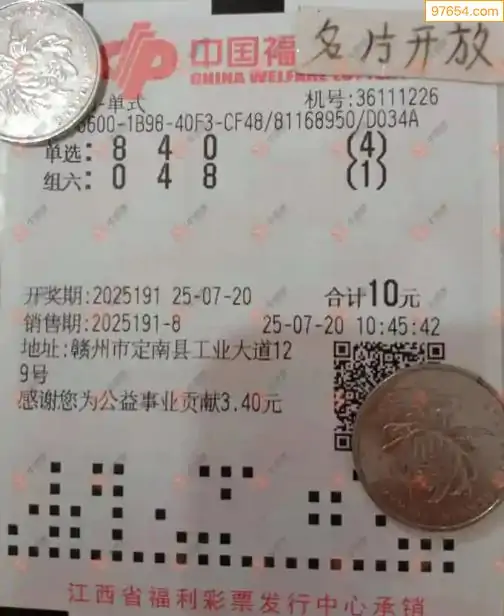 97654.com
中国福
名片开放
CHINA WELFARE
-单式 机号:36111226
600-1B98-40F3-CF48/81168950/D034A
单选: 8 4 0 (4)
组六: 0 4 8 (1)
开奖期:2025191 25-07-20 合计10元
销售期:2025191-8 25-07-20 10:45:42
地址:赣州市定南县工业大道12
9号
感谢您为公益事业贡献3.40元
江西省福利彩票发行中心承销